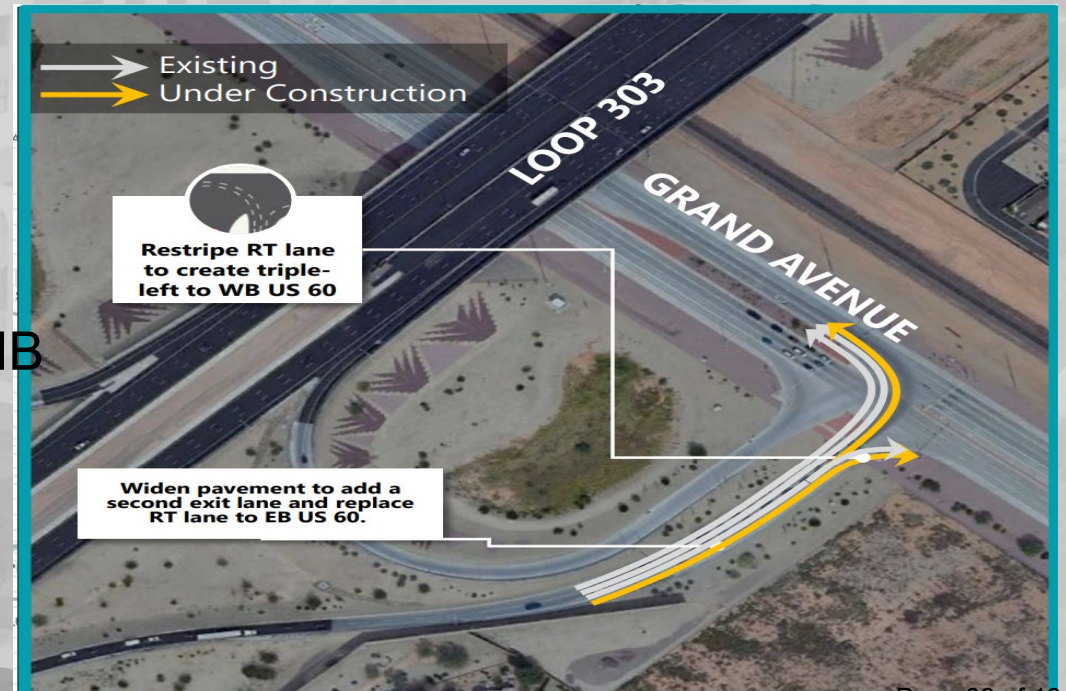 Existing
Under Construction
LOOP 303
GRAND AVENUE
Restripe RT lane
to create triple-
left to WB US 60
Widen pavement to add a
second exit lane and replace
RT lane to EB US 60.